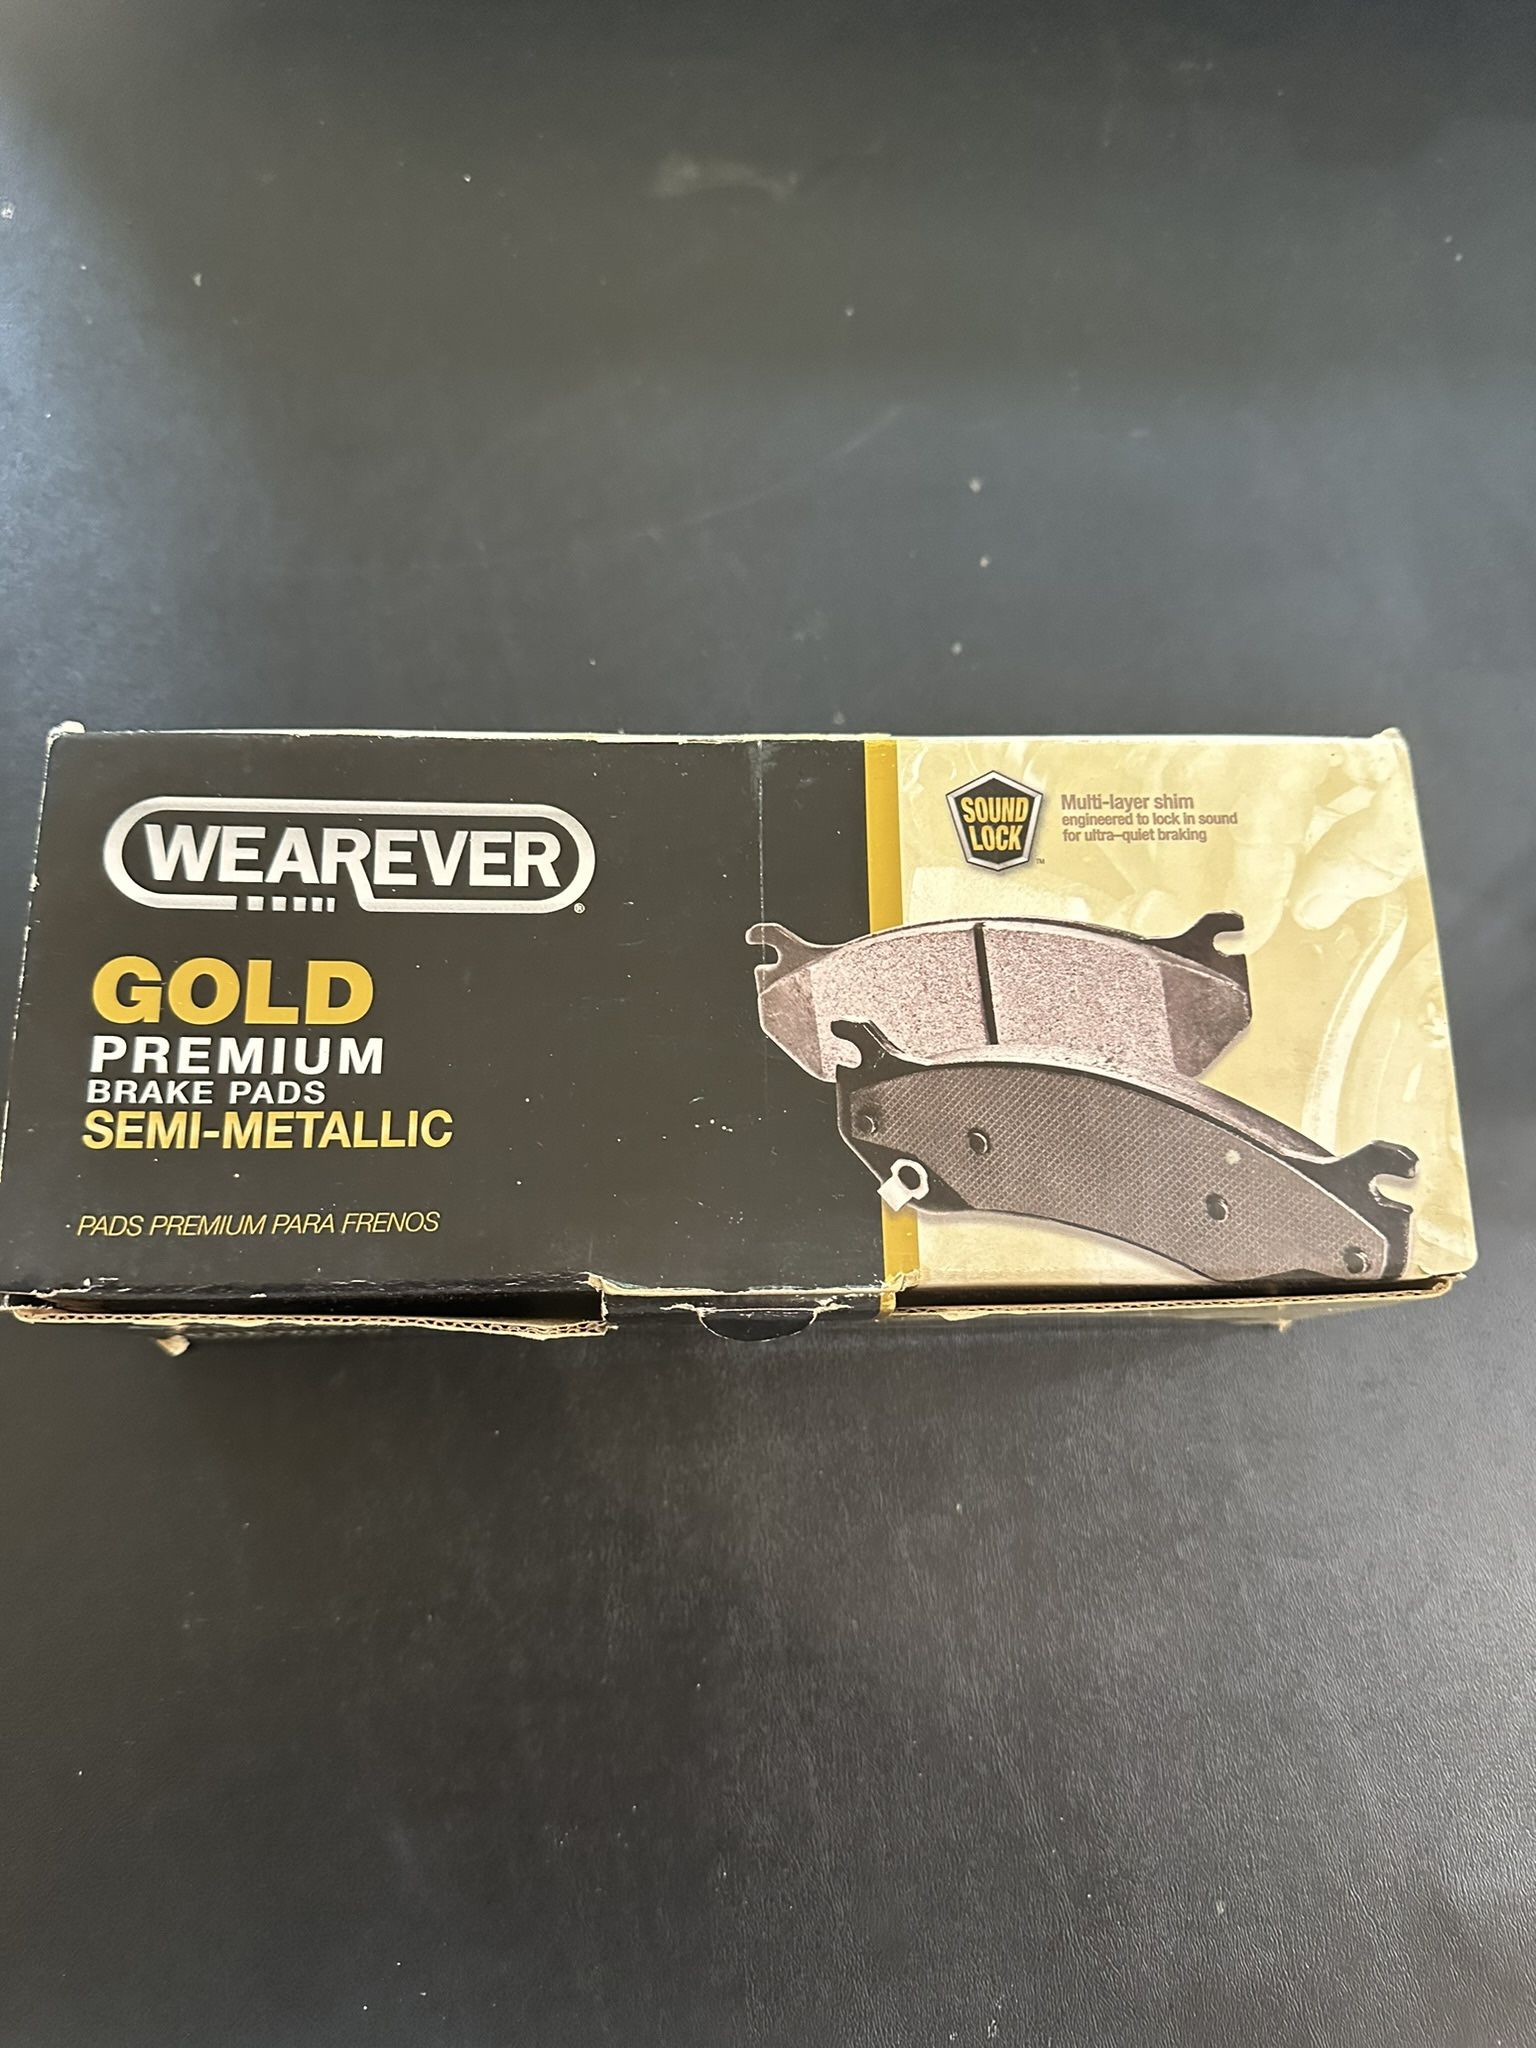 WEAREVER
®
GOLD
PREMIUM
BRAKE PADS
SEMI-METALLIC
PADS PREMIUM PARA FRENOS
SOUND
LOCK
™
Multi-layer shim
engineered to lock in sound
for ultra-quiet braking